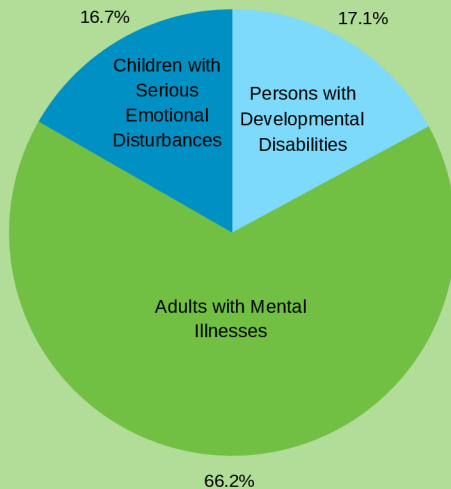 16.7%
17.1%
Children with
Serious
Emotional
Disturbances
Persons with
Developmental
Disabilities
Adults with Mental
Illnesses
66.2%